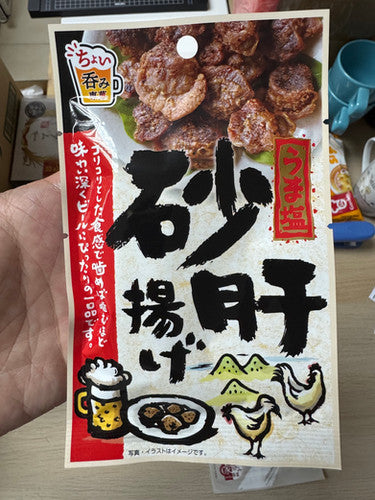 ちょい
呑み
うま塩
砂肝
揚げ
コリコリとした食感で噛めば噛むほど
味わい深くビールにぴったりの一品です。
写真・イラストはイメージです。